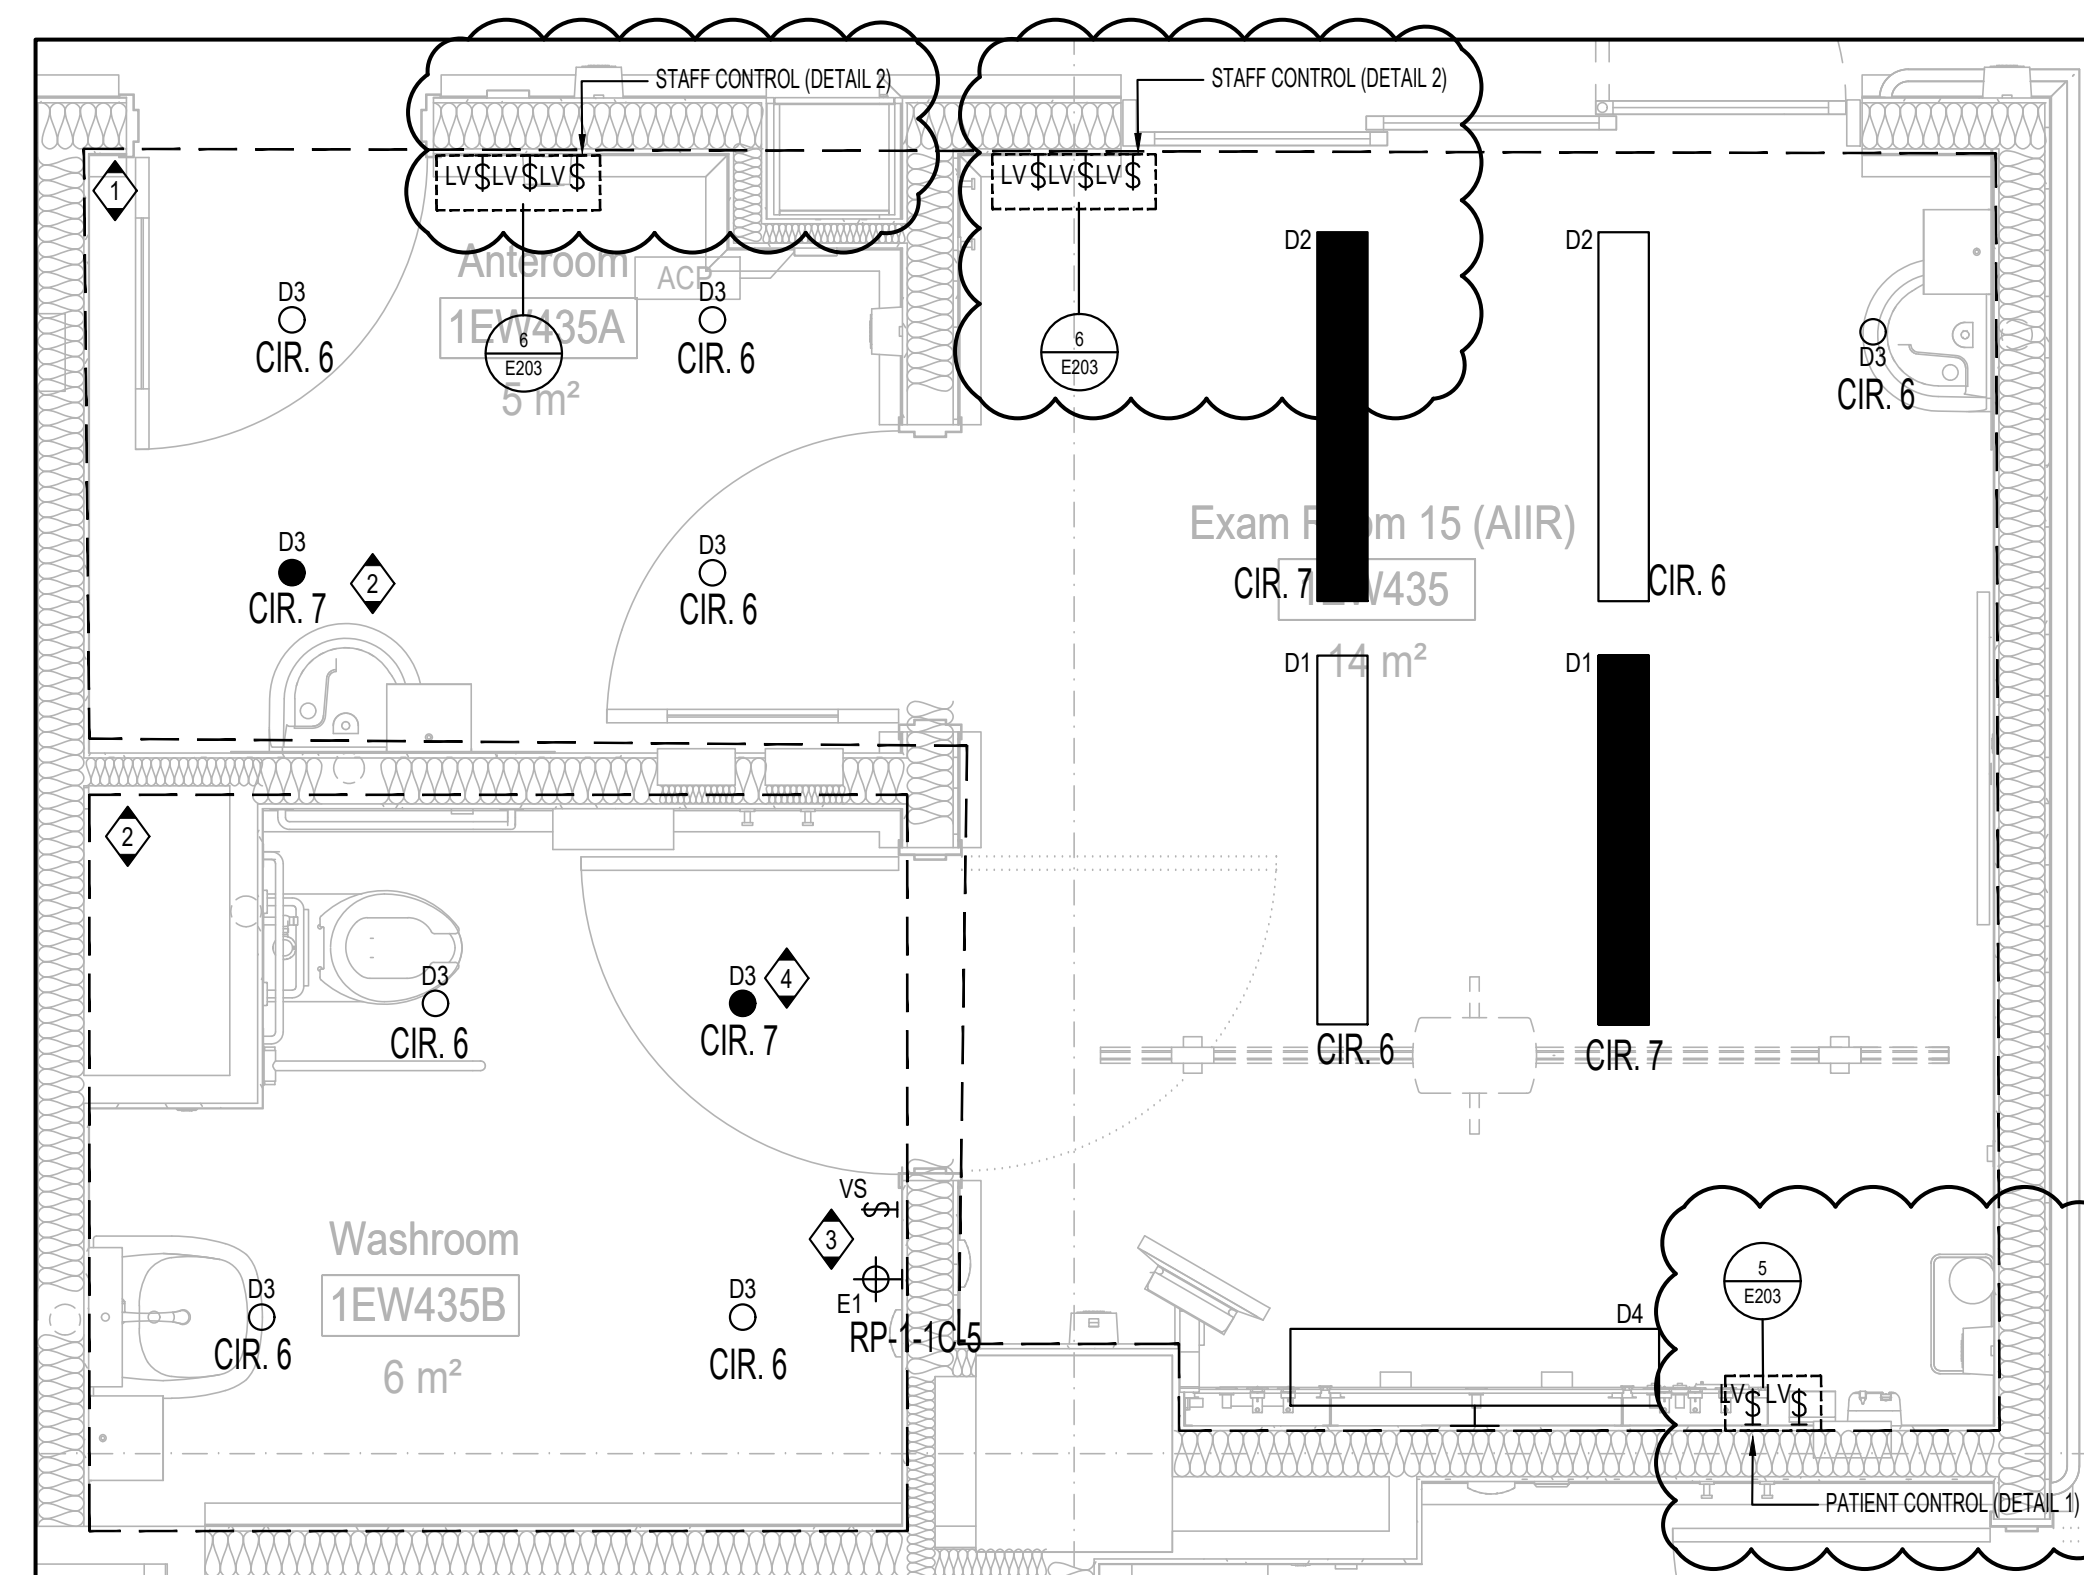 STAFF CONTROL (DETAIL 2)
STAFF CONTROL (DETAIL 2)
1
LV $ LV $ LV $
LV $ LV $ LV $
D2
D2
Anteroom
ACP
D3
D3
1EW435A
6
E203
6
E203
D3
CIR. 6
CIR. 6
CIR. 6
5 m²
Exam Room 15 (AIIR)
D3
D3
2
CIR. 7
CIR. 6
CIR. 7
1EW435
CIR. 6
D1
14 m²
D1
2
D3
D3
4
CIR. 6
CIR. 7
CIR. 6
CIR. 7
VS
$
3
Washroom
5
E203
D3
D3
E1
D4
1EW435B
RP-1-1C-5
CIR. 6
CIR. 6
6 m²
LV $ LV $
PATIENT CONTROL (DETAIL 1)